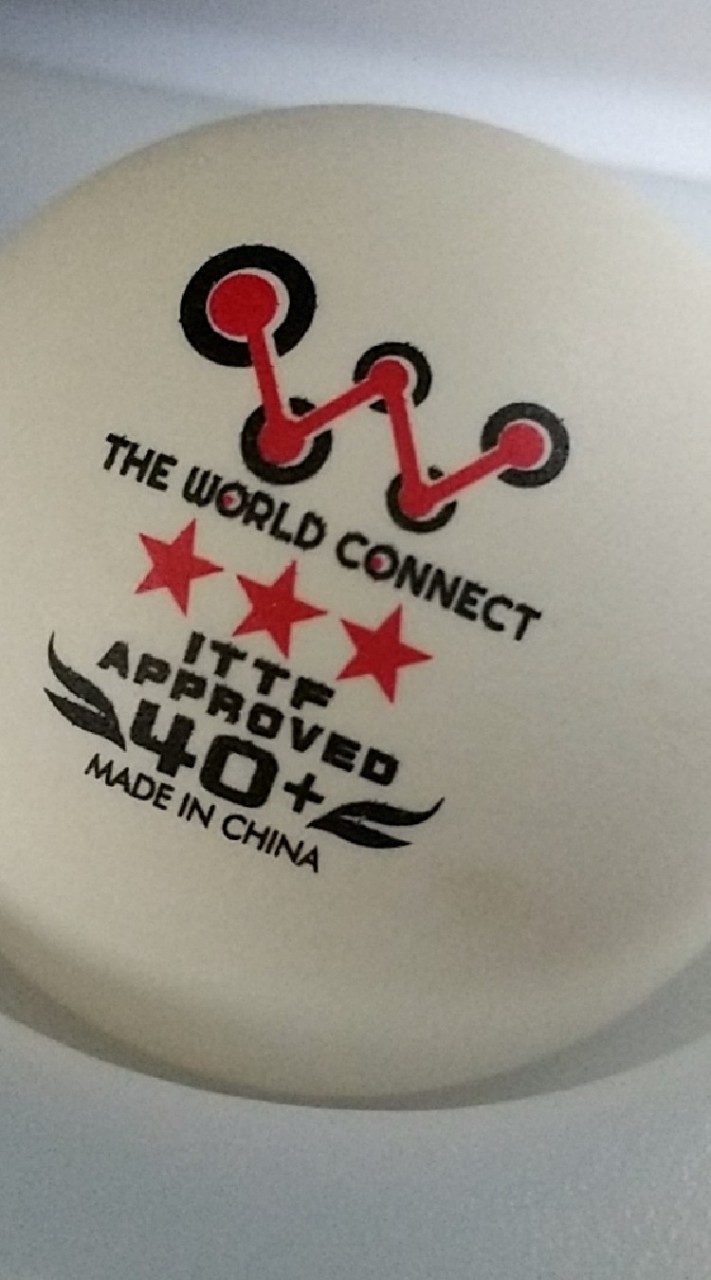 THE WORLD CONNECT
ITTF
APPROVED
40+
MADE IN CHINA